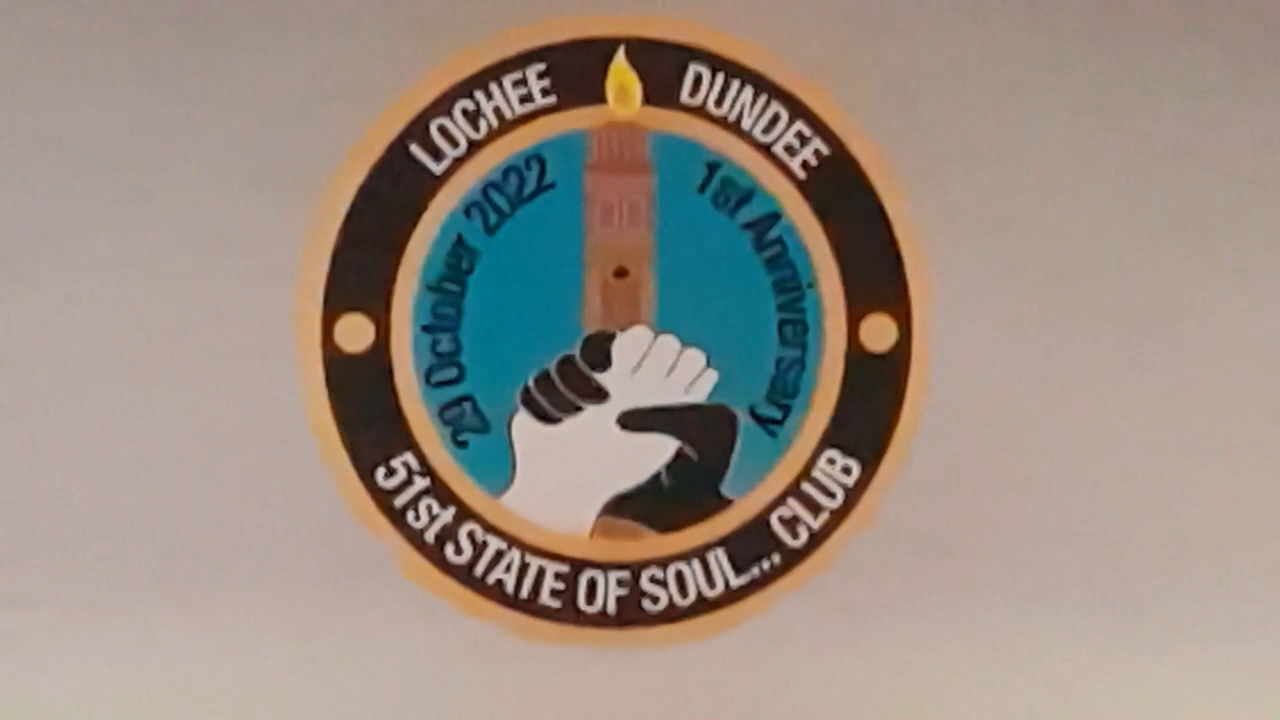 LOCHEE DUNDEE
29 October 2022
1st Anniversary
51st STATE OF SOUL... CLUB